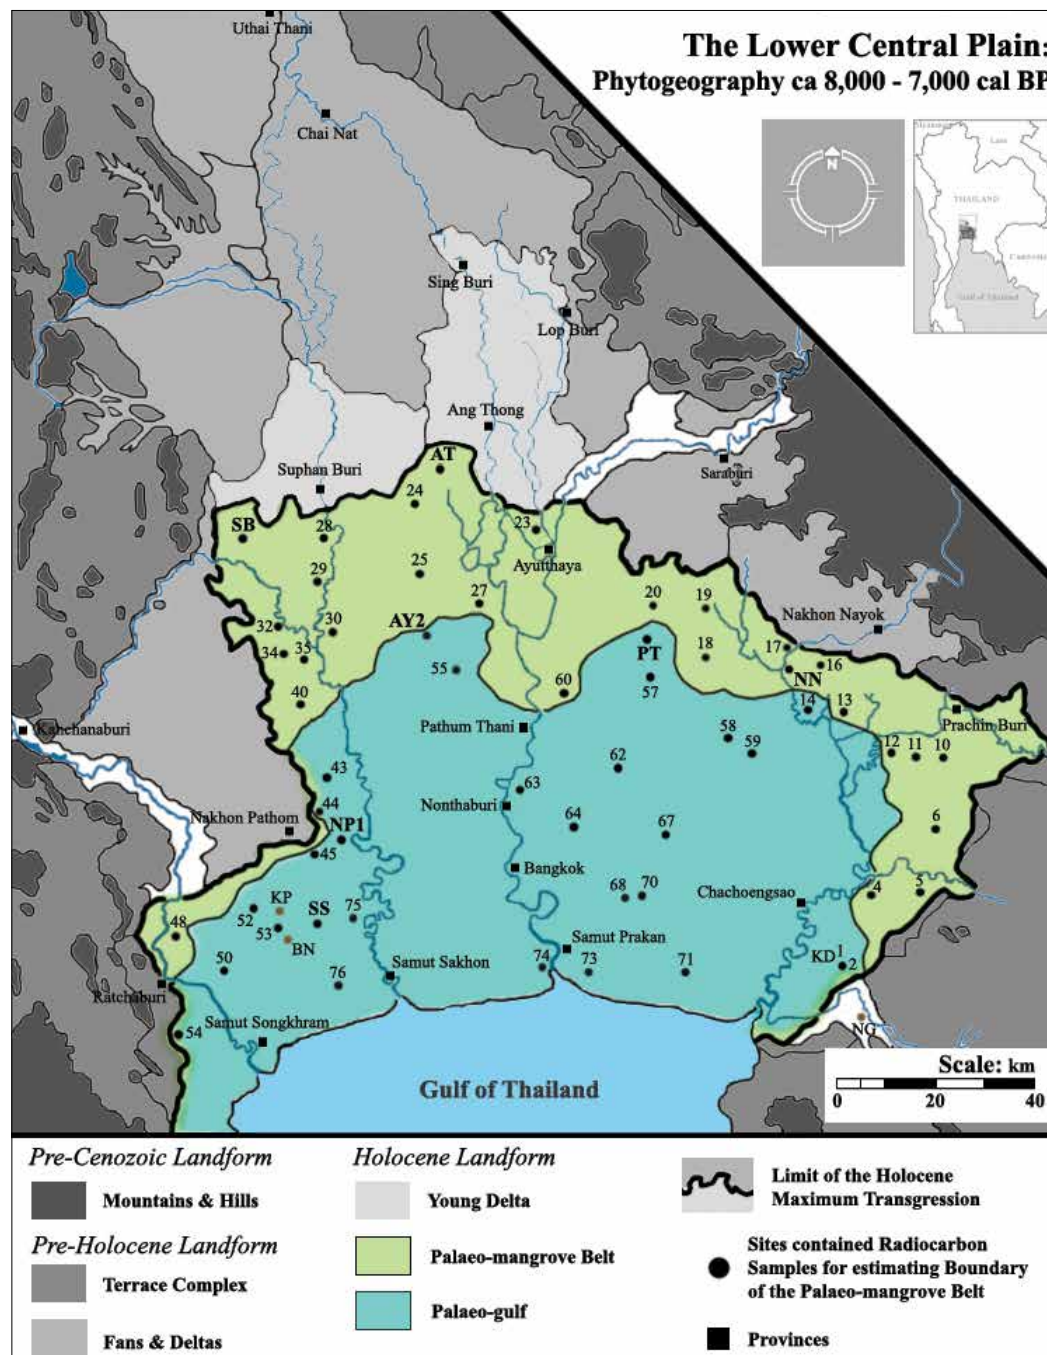 The Lower Central Plain:
Phytogeography ca 8,000 - 7,000 cal BP
Uthai Thani
Chai Nat
N
Laos
THAILAND
Gulf of Thailand
Sing Buri
Lop Buri
Ang Thong
AT
Saraburi
Suphan Buri
24
SB
28
23
Ayutthaya
29
25
27
20
19
Nakhon Nayok
32
30
AY2
34
35
55
PT
18
17
16
NN
40
60
57
14
13
Prachin Buri
Kanchanaburi
Pathum Thani
58
59
12
11
10
43
62
63
44
Nonthaburi
Nakhon Pathom
NP1
64
67
6
45
Bangkok
KP
52
SS
75
68
70
Chachoengsao
4
5
48
53
BN
Samut Prakan
50
76
Samut Sakhon
74
73
71
KD
1
2
Ratchaburi
54
Samut Songkhram
NG
Gulf of Thailand
Scale: km
0 20 40
Pre-Cenozoic Landform
Mountains & Hills
Pre-Holocene Landform
Terrace Complex
Fans & Deltas
Holocene Landform
Young Delta
Palaeo-mangrove Belt
Palaeo-gulf
Limit of the Holocene
Maximum Transgression
Sites contained Radiocarbon
Samples for estimating Boundary
of the Palaeo-mangrove Belt
Provinces